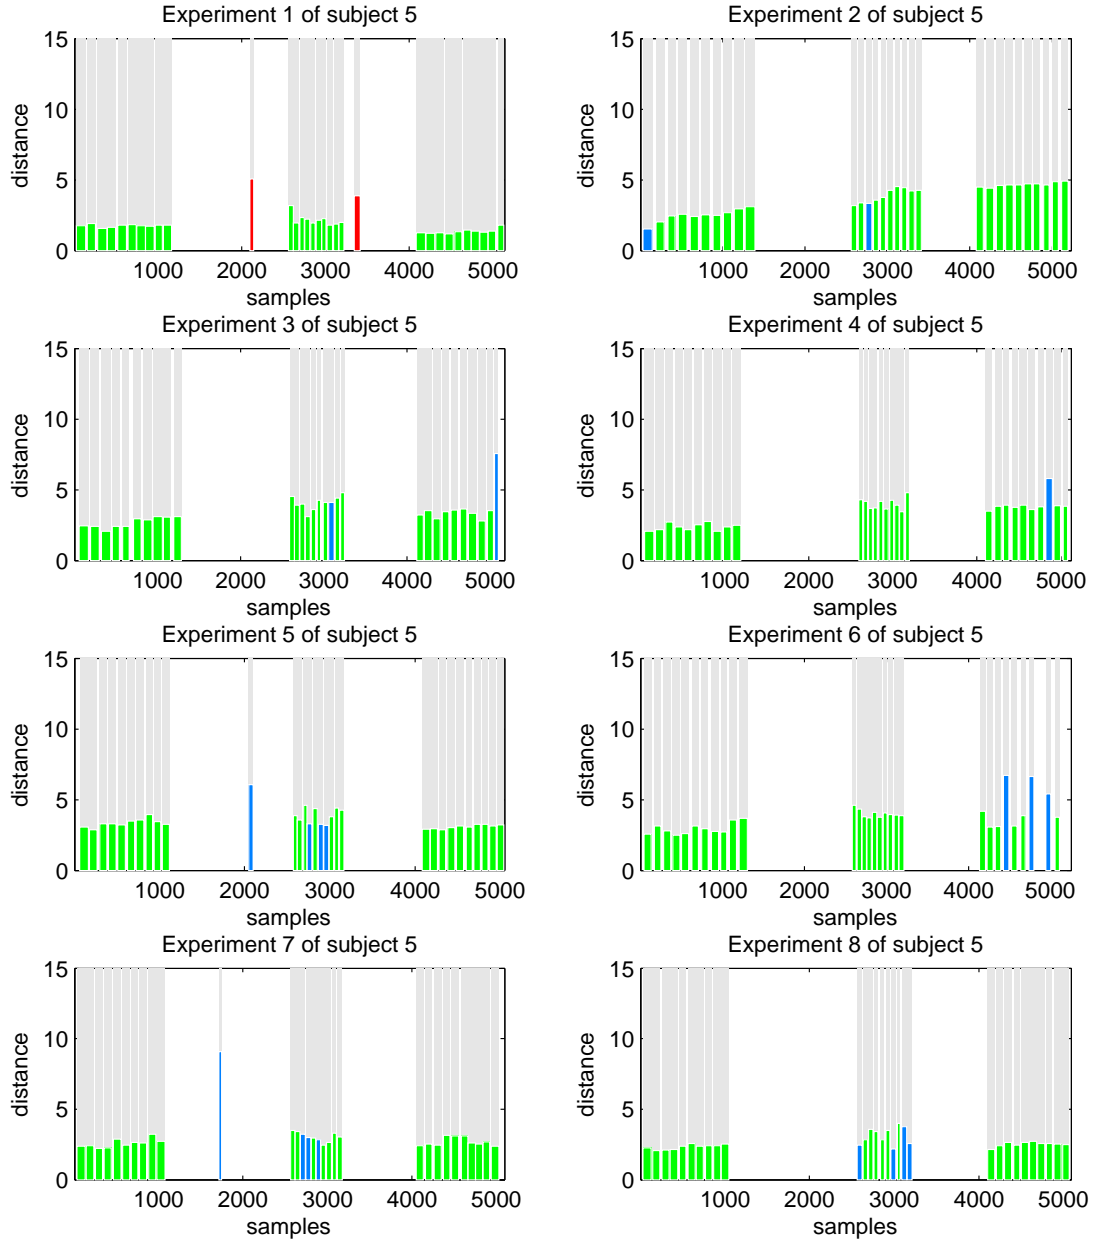 Experiment 1 of subject 5
15
10
5
0
distance
1000 2000 3000 4000 5000
samples
Experiment 2 of subject 5
15
10
5
0
distance
1000 2000 3000 4000 5000
samples
Experiment 3 of subject 5
15
10
5
0
distance
1000 2000 3000 4000 5000
samples
Experiment 4 of subject 5
15
10
5
0
distance
1000 2000 3000 4000 5000
samples
Experiment 5 of subject 5
15
10
5
0
distance
1000 2000 3000 4000 5000
samples
Experiment 6 of subject 5
15
10
5
0
distance
1000 2000 3000 4000 5000
samples
Experiment 7 of subject 5
15
10
5
0
distance
1000 2000 3000 4000 5000
samples
Experiment 8 of subject 5
15
10
5
0
distance
1000 2000 3000 4000 5000
samples